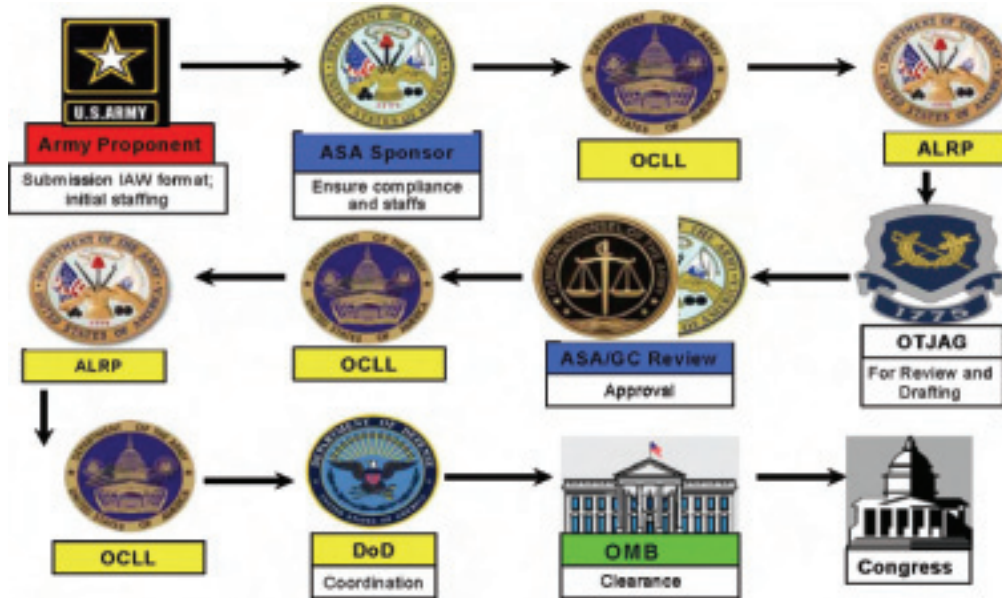 U.S.ARMY
Army Proponent
Submission IAW format;
initial staffing
ASA Sponsor
Ensure compliance
and staffs
OCLL
ALRP
ALRP
OCLL
ASA/GC Review
Approval
1775
OTJAG
For Review and
Drafting
OCLL
DoD
Coordination
OMB
Clearance
Congress